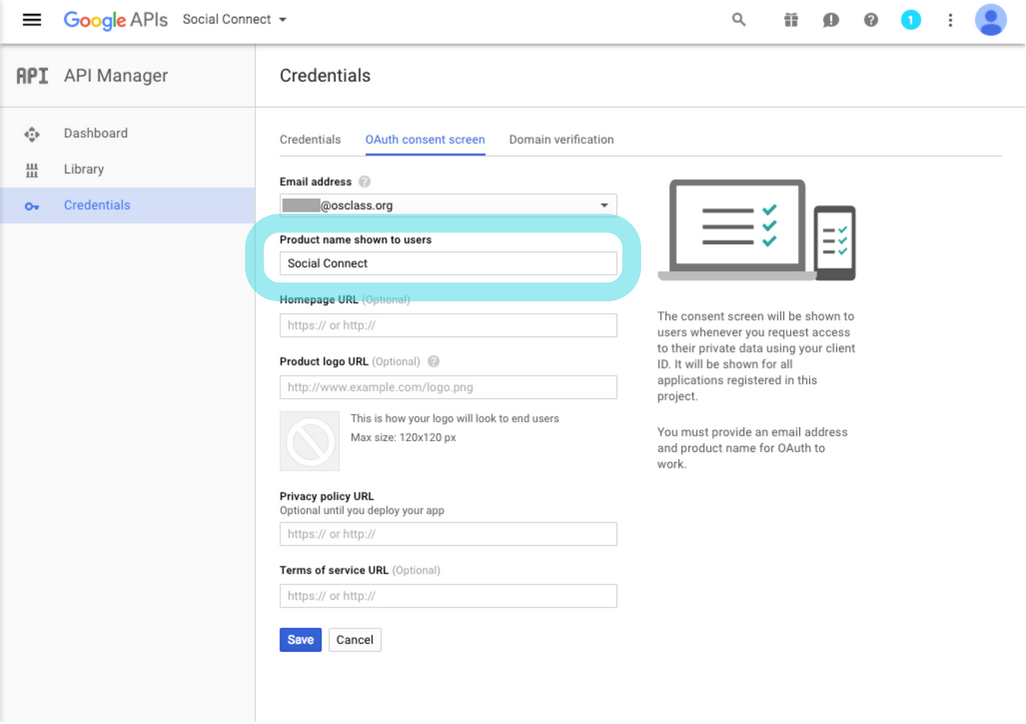 Google APIs Social Connect 1
API API Manager
Credentials
Dashboard
Library
Credentials
Credentials OAuth consent screen Domain verification
Email address ?
@osclass.org
Product name shown to users
Social Connect
Homepage URL (Optional)
https:// or http://
Product logo URL (Optional) ?
http://www.example.com/logo.png
This is how your logo will look to end users
Max size: 120x120 px
Privacy policy URL
Optional until you deploy your app
https:// or http://
Terms of service URL (Optional)
https:// or http://
Save Cancel
The consent screen will be shown to
users whenever you request access
to their private data using your client
ID. It will be shown for all
applications registered in this
project.
You must provide an email address
and product name for OAuth to
work.